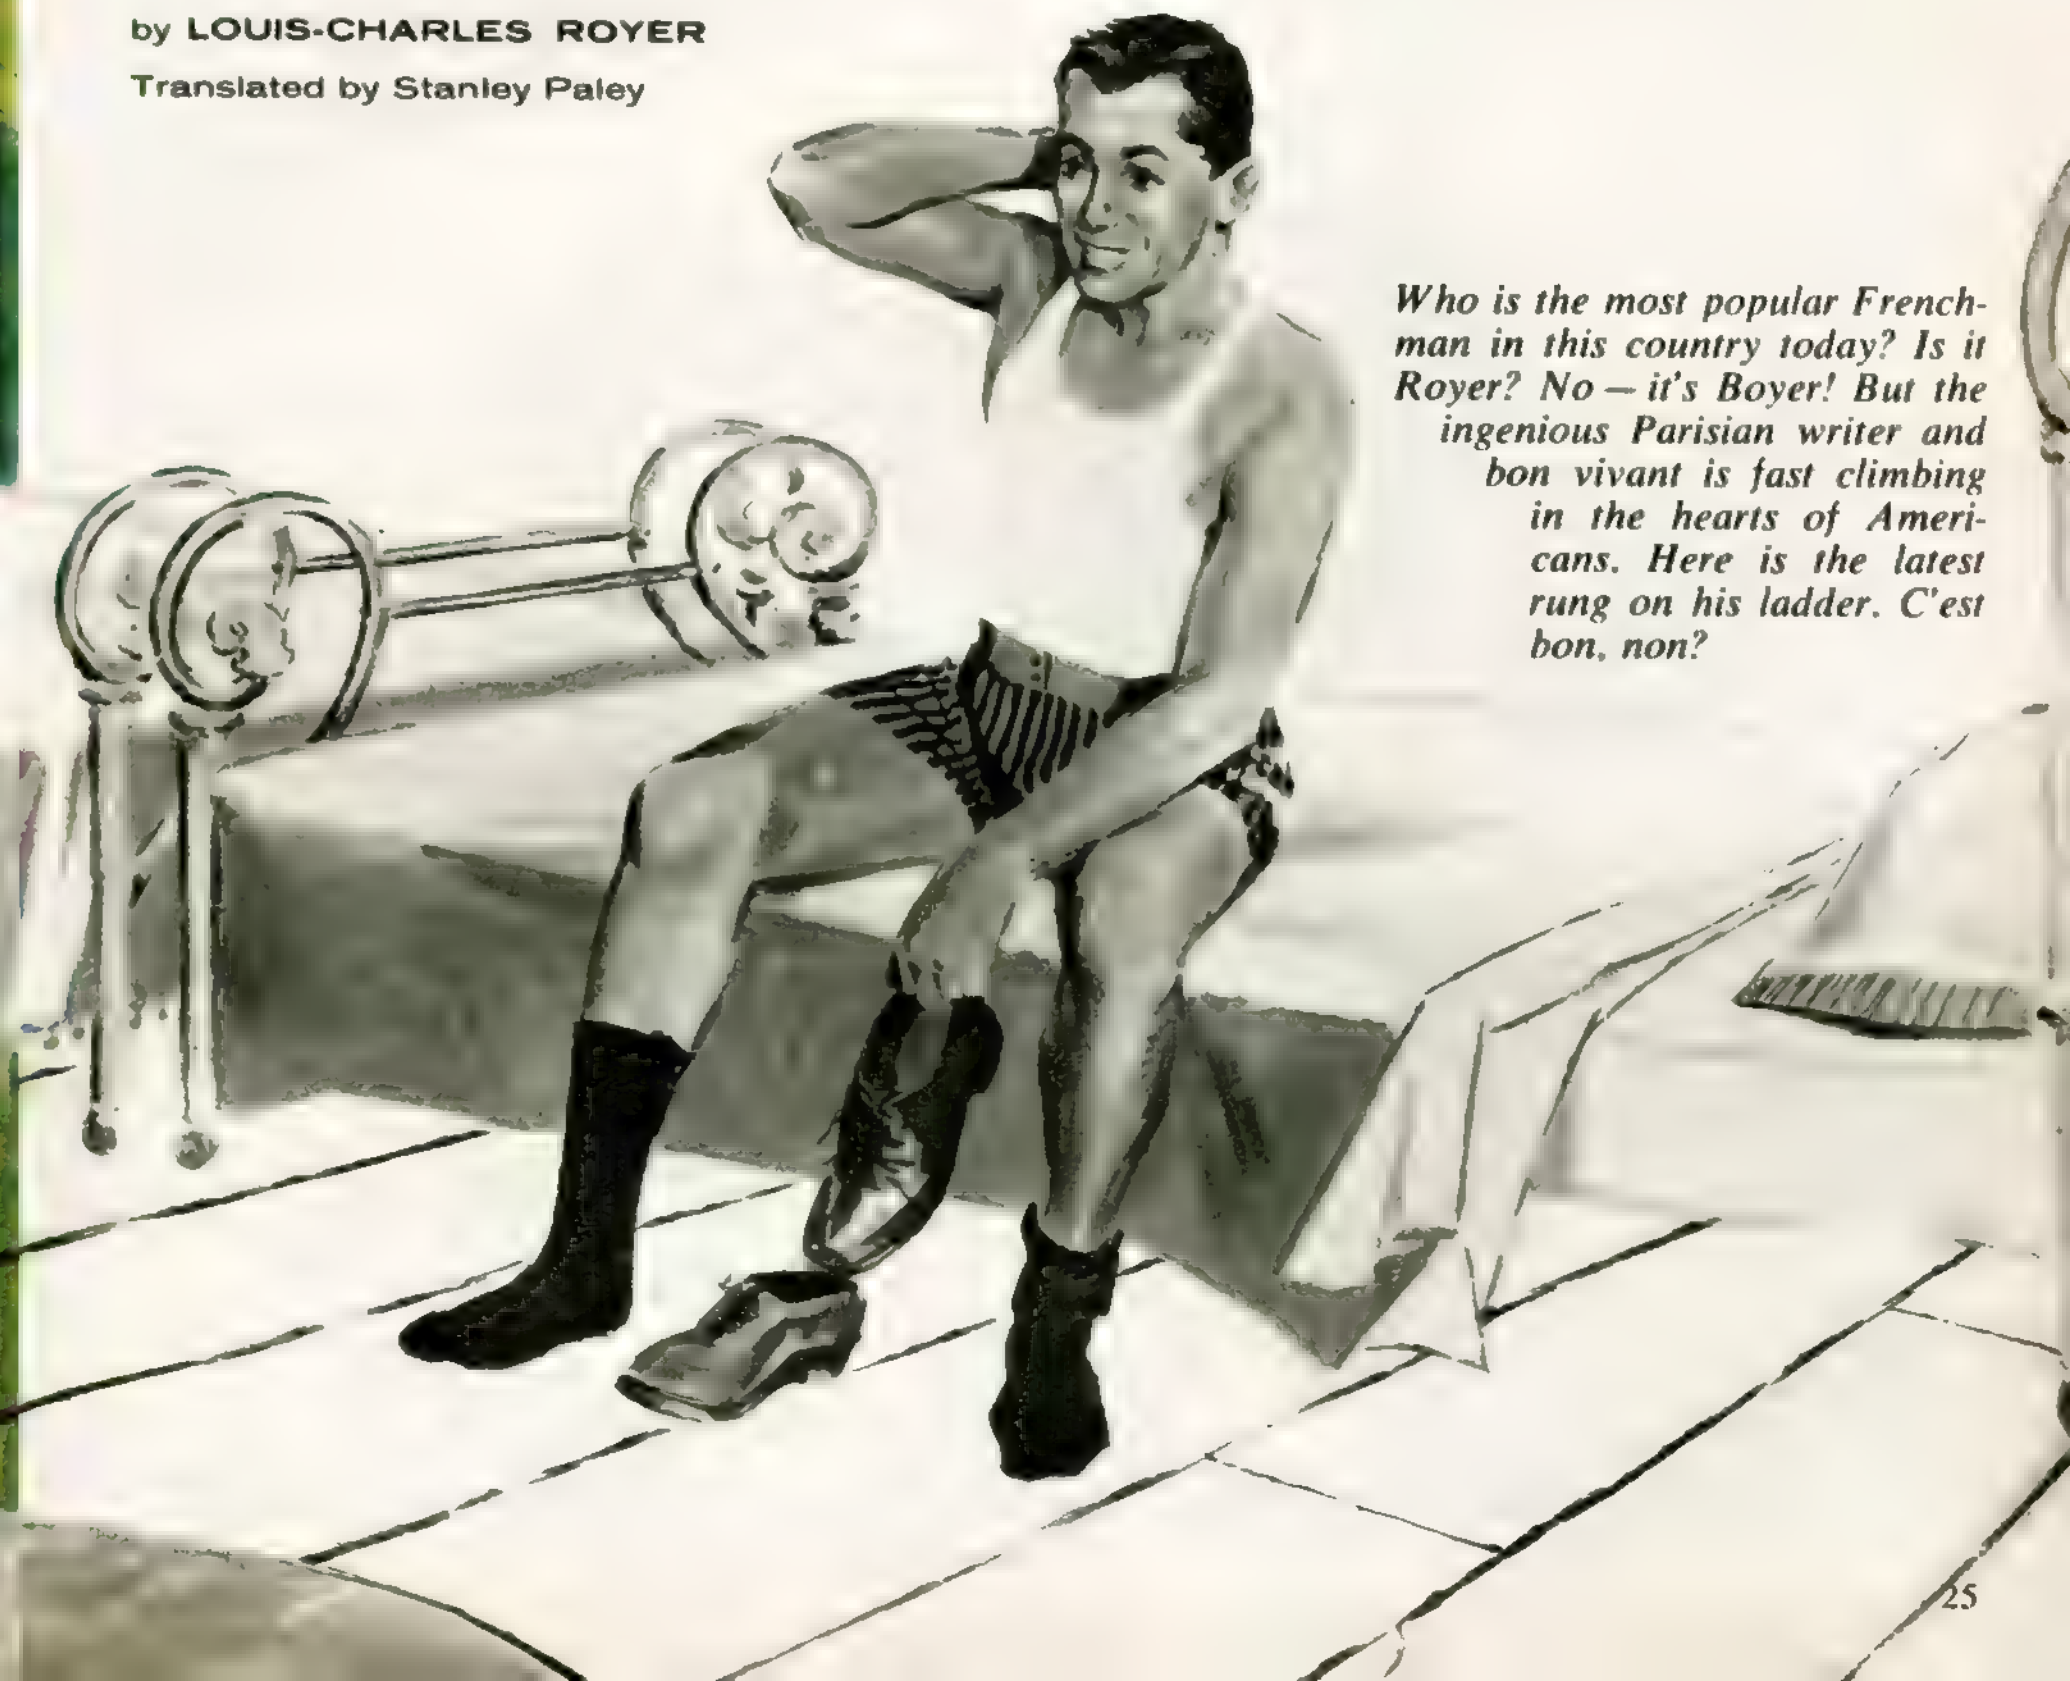 by LOUIS-CHARLES ROYER
Translated by Stanley Paley
Who is the most popular French-
man in this country today? Is it
Royer? No — it's Boyer! But the
ingenious Parisian writer and
bon vivant is fast climbing
in the hearts of Ameri-
cans. Here is the latest
rung on his ladder. C'est
bon, non?
25